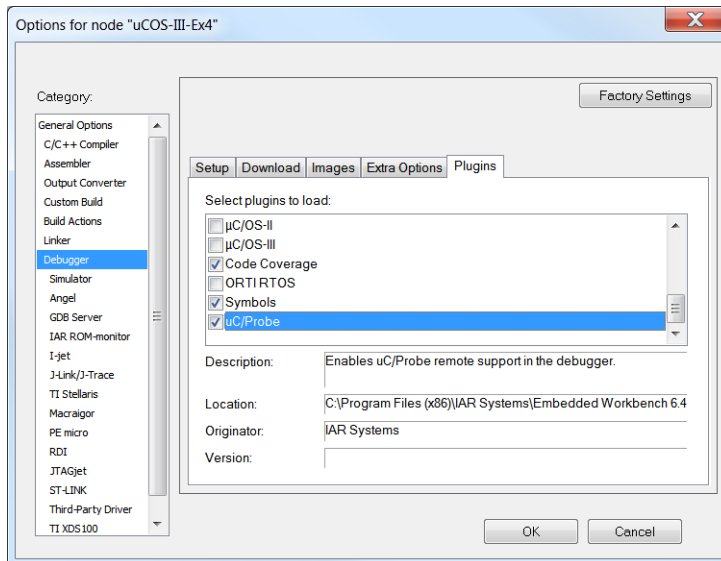 Options for node "uCOS-III-Ex4"
Category:
Factory Settings
General Options
C/C++ Compiler
Assembler
Output Converter
Custom Build
Build Actions
Linker
Debugger
Simulator
Angel
GDB Server
IAR ROM-monitor
I-jet
J-Link/J-Trace
TI Stellaris
Macraigor
PE micro
RDI
JTAGjet
ST-LINK
Third-Party Driver
TI XDS100
Setup Download Images Extra Options Plugins
Select plugins to load:
µC/OS-II
µC/OS-III
Code Coverage
ORTI RTOS
Symbols
uC/Probe
Description: Enables uC/Probe remote support in the debugger.
Location: C:\Program Files (x86)\IAR Systems\Embedded Workbench 6.4
Originator: IAR Systems
Version:
OK Cancel